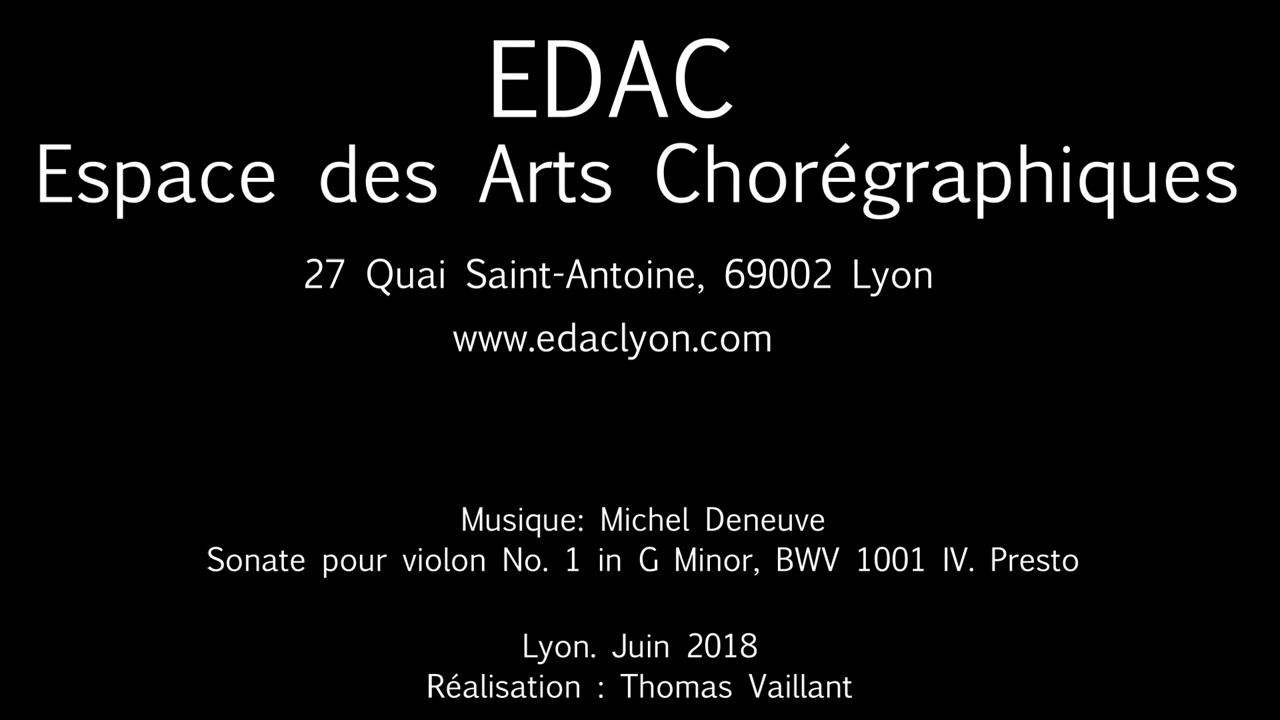 EDAC
Espace des Arts Chorégraphiques
27 Quai Saint-Antoine, 69002 Lyon
www.edaclyon.com
Musique: Michel Deneuve
Sonate pour violon No. 1 in G Minor, BWV 1001 IV. Presto
Lyon. Juin 2018
Réalisation : Thomas Vaillant